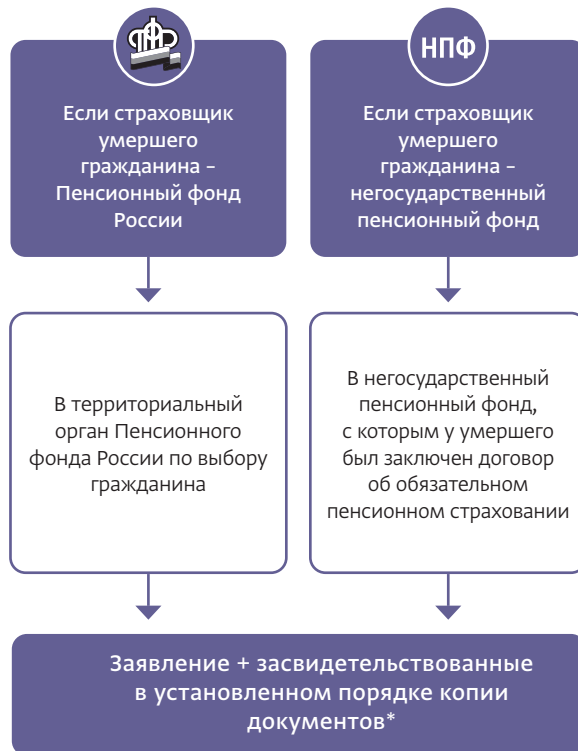 ПФР
Если страховщик
умершего
гражданина –
Пенсионный фонд
России
В территориальный
орган Пенсионного
фонда России по выбору
гражданина
НПФ
Если страховщик
умершего
гражданина –
негосударственный
пенсионный фонд
В негосударственный
пенсионный фонд,
с которым у умершего
был заключен договор
об обязательном
пенсионном страховании
Заявление + засвидетельствованные
в установленном порядке копии
документов*